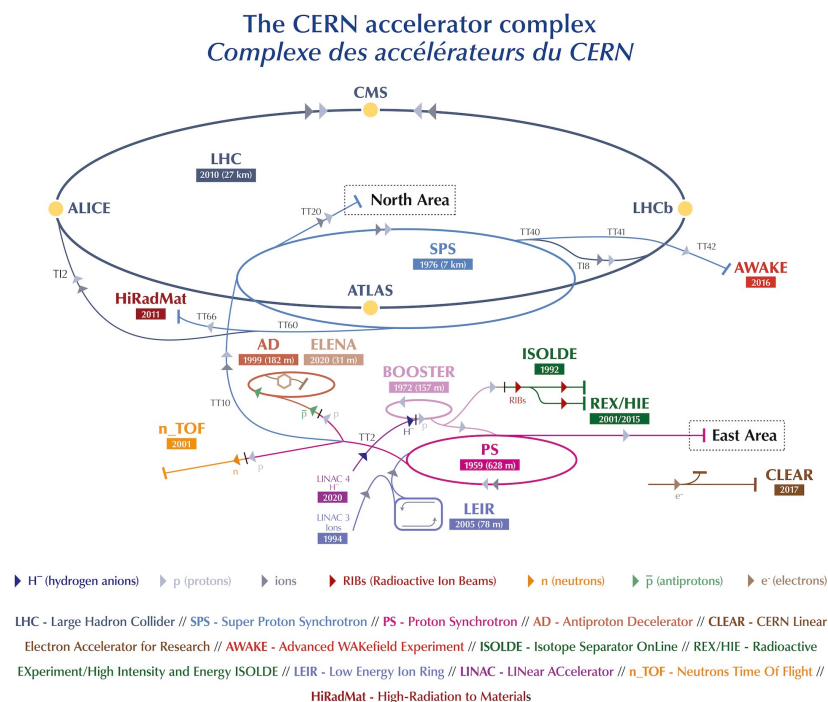 The CERN accelerator complex
Complexe des accélérateurs du CERN
CMS
LHC
2010 (27 km)
ALICE
LHCb
TT20
North Area
SPS
1976 (7 km)
TT40
TT41
TT42
TI8
AWAKE
2016
TI2
ATLAS
HiRadMat
2011
TT66
TT60
AD
1999 (182 m)
ELENA
2020 (31 m)
BOOSTER
1972 (157 m)
ISOLDE
1992
RIBs
REX/HIE
2001/2015
TT10
p̅
p
n_TOF
2001
n
p
TT2
H⁻
p
East Area
PS
1959 (628 m)
LINAC 4
H⁻
2020
LINAC 3
Ions
1994
LEIR
2005 (78 m)
e⁻
CLEAR
2017
H⁻ (hydrogen anions)
p (protons)
ions
RIBs (Radioactive Ion Beams)
n (neutrons)
p̅ (antiprotons)
e⁻ (electrons)
LHC - Large Hadron Collider // SPS - Super Proton Synchrotron // PS - Proton Synchrotron // AD - Antiproton Decelerator // CLEAR - CERN Linear
Electron Accelerator for Research // AWAKE - Advanced WAKefield Experiment // ISOLDE - Isotope Separator OnLine // REX/HIE - Radioactive
EXperiment/High Intensity and Energy ISOLDE // LEIR - Low Energy Ion Ring // LINAC - LINear ACcelerator // n_TOF - Neutrons Time Of Flight //
HiRadMat - High-Radiation to Materials